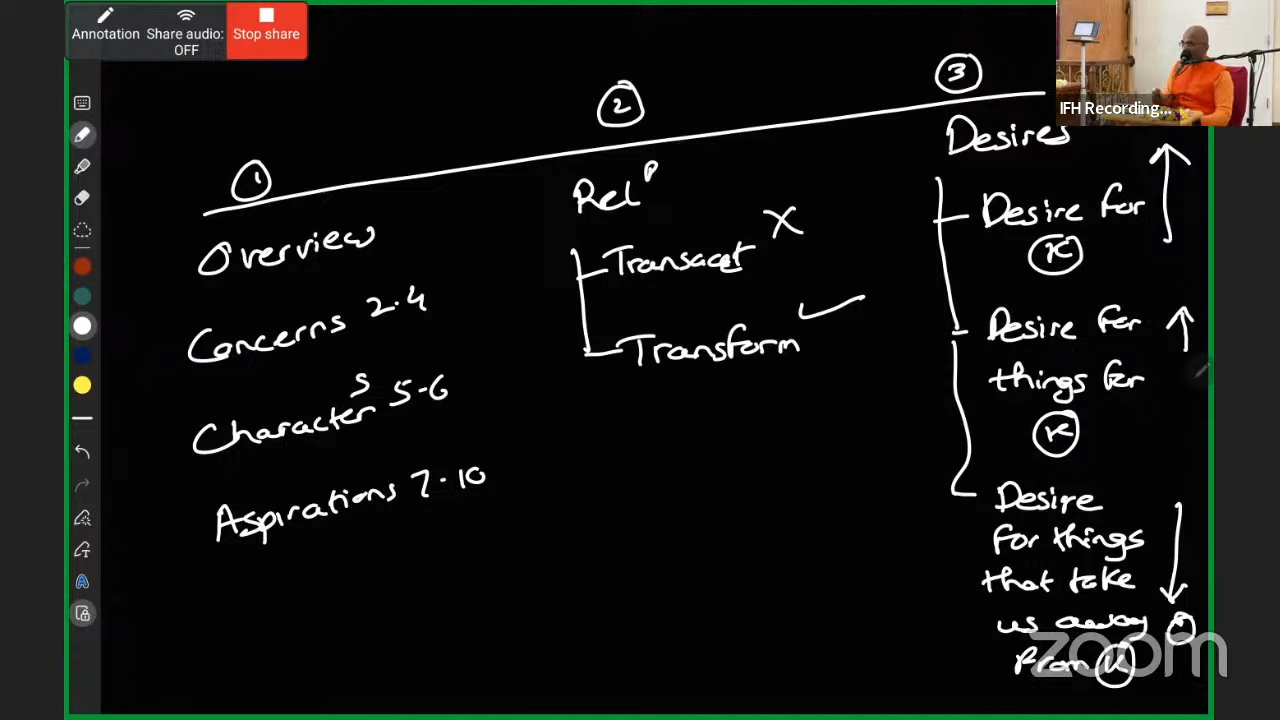 Annotation
Share audio:
OFF
Stop share
IFH Recording...
1
Overview
Concerns 2-4
Characters 5-6
Aspirations 7-10
2
Relp
Transact X
Transform ✓
3
Desires
Desire for
K
Desire for
things for
K
Desire
for things
that take
us away
from K
zoom